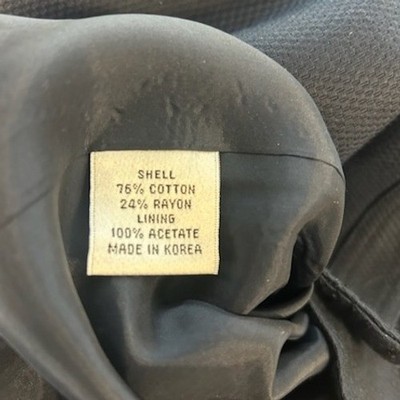 SHELL
76% COTTON
24% RAYON
LINING
100% ACETATE
MADE IN KOREA